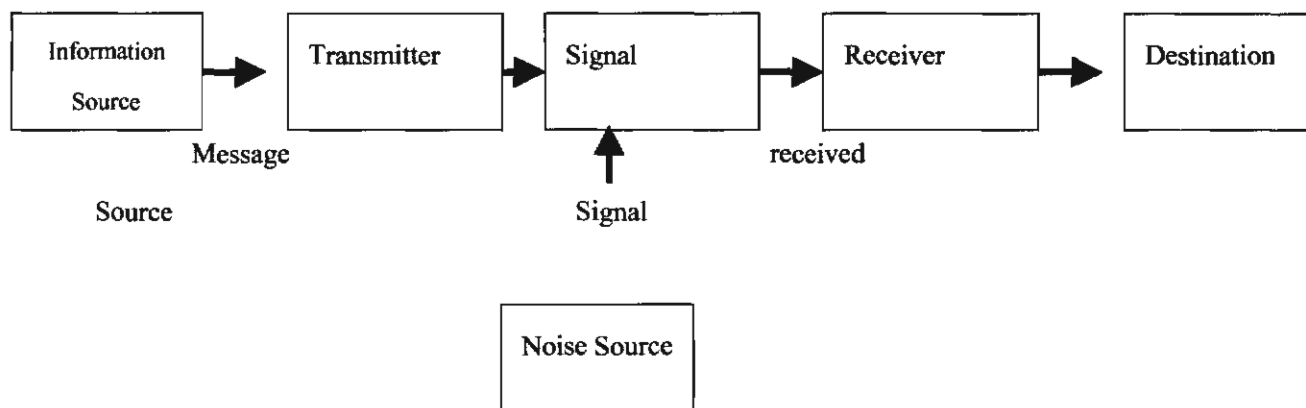 Information
Source
Transmitter
Signal
Receiver
Destination
Message
received
Source
Signal
Noise Source